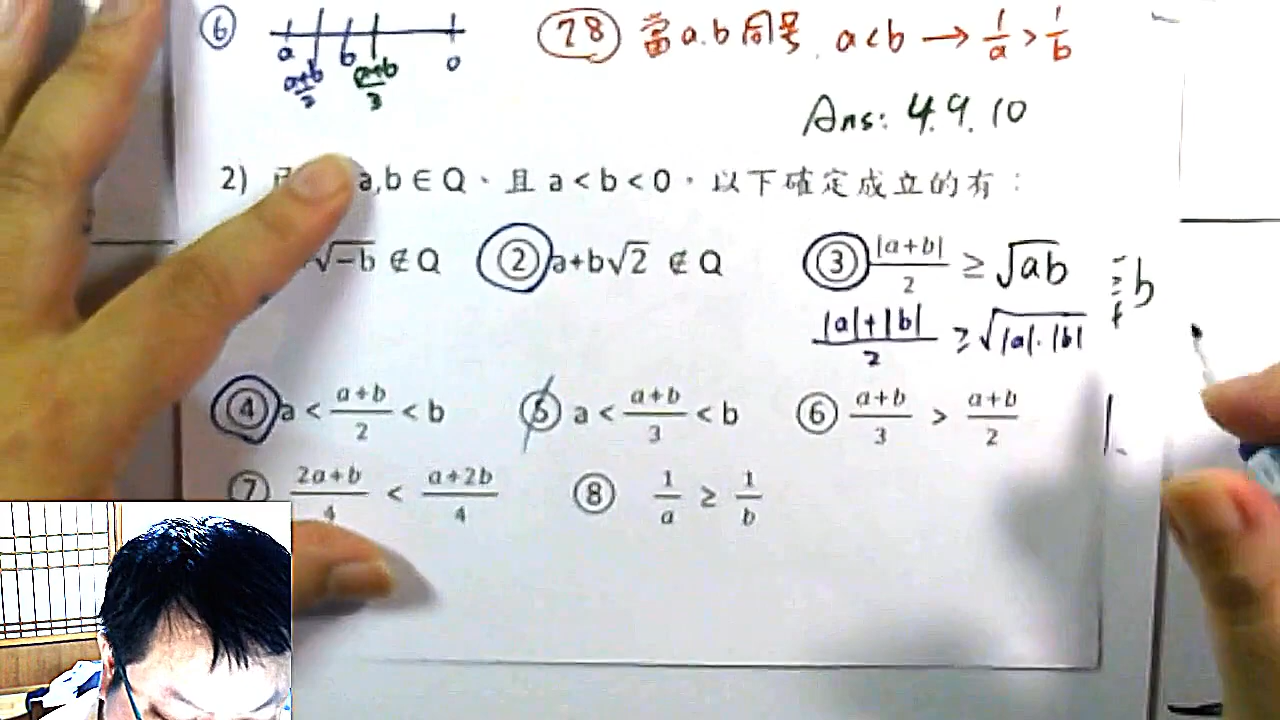 ⑥ a b 0
a+b/2 a+b/3
78 當a.b同号, a<b → 1/a > 1/b
Ans: 4. 9. 10
2) a,b ∈ Q、且 a < b < 0，以下確定成立的有：
√-b ∉ Q ② a+b√2 ∉ Q ③ |a+b|/2 ≥ √ab
|a|+|b|/2 ≥ √|a|·|b|
④ a < a+b/2 < b ⑤ a < a+b/3 < b ⑥ a+b/3 > a+b/2
⑦ 2a+b/4 < a+2b/4 ⑧ 1/a ≥ 1/b